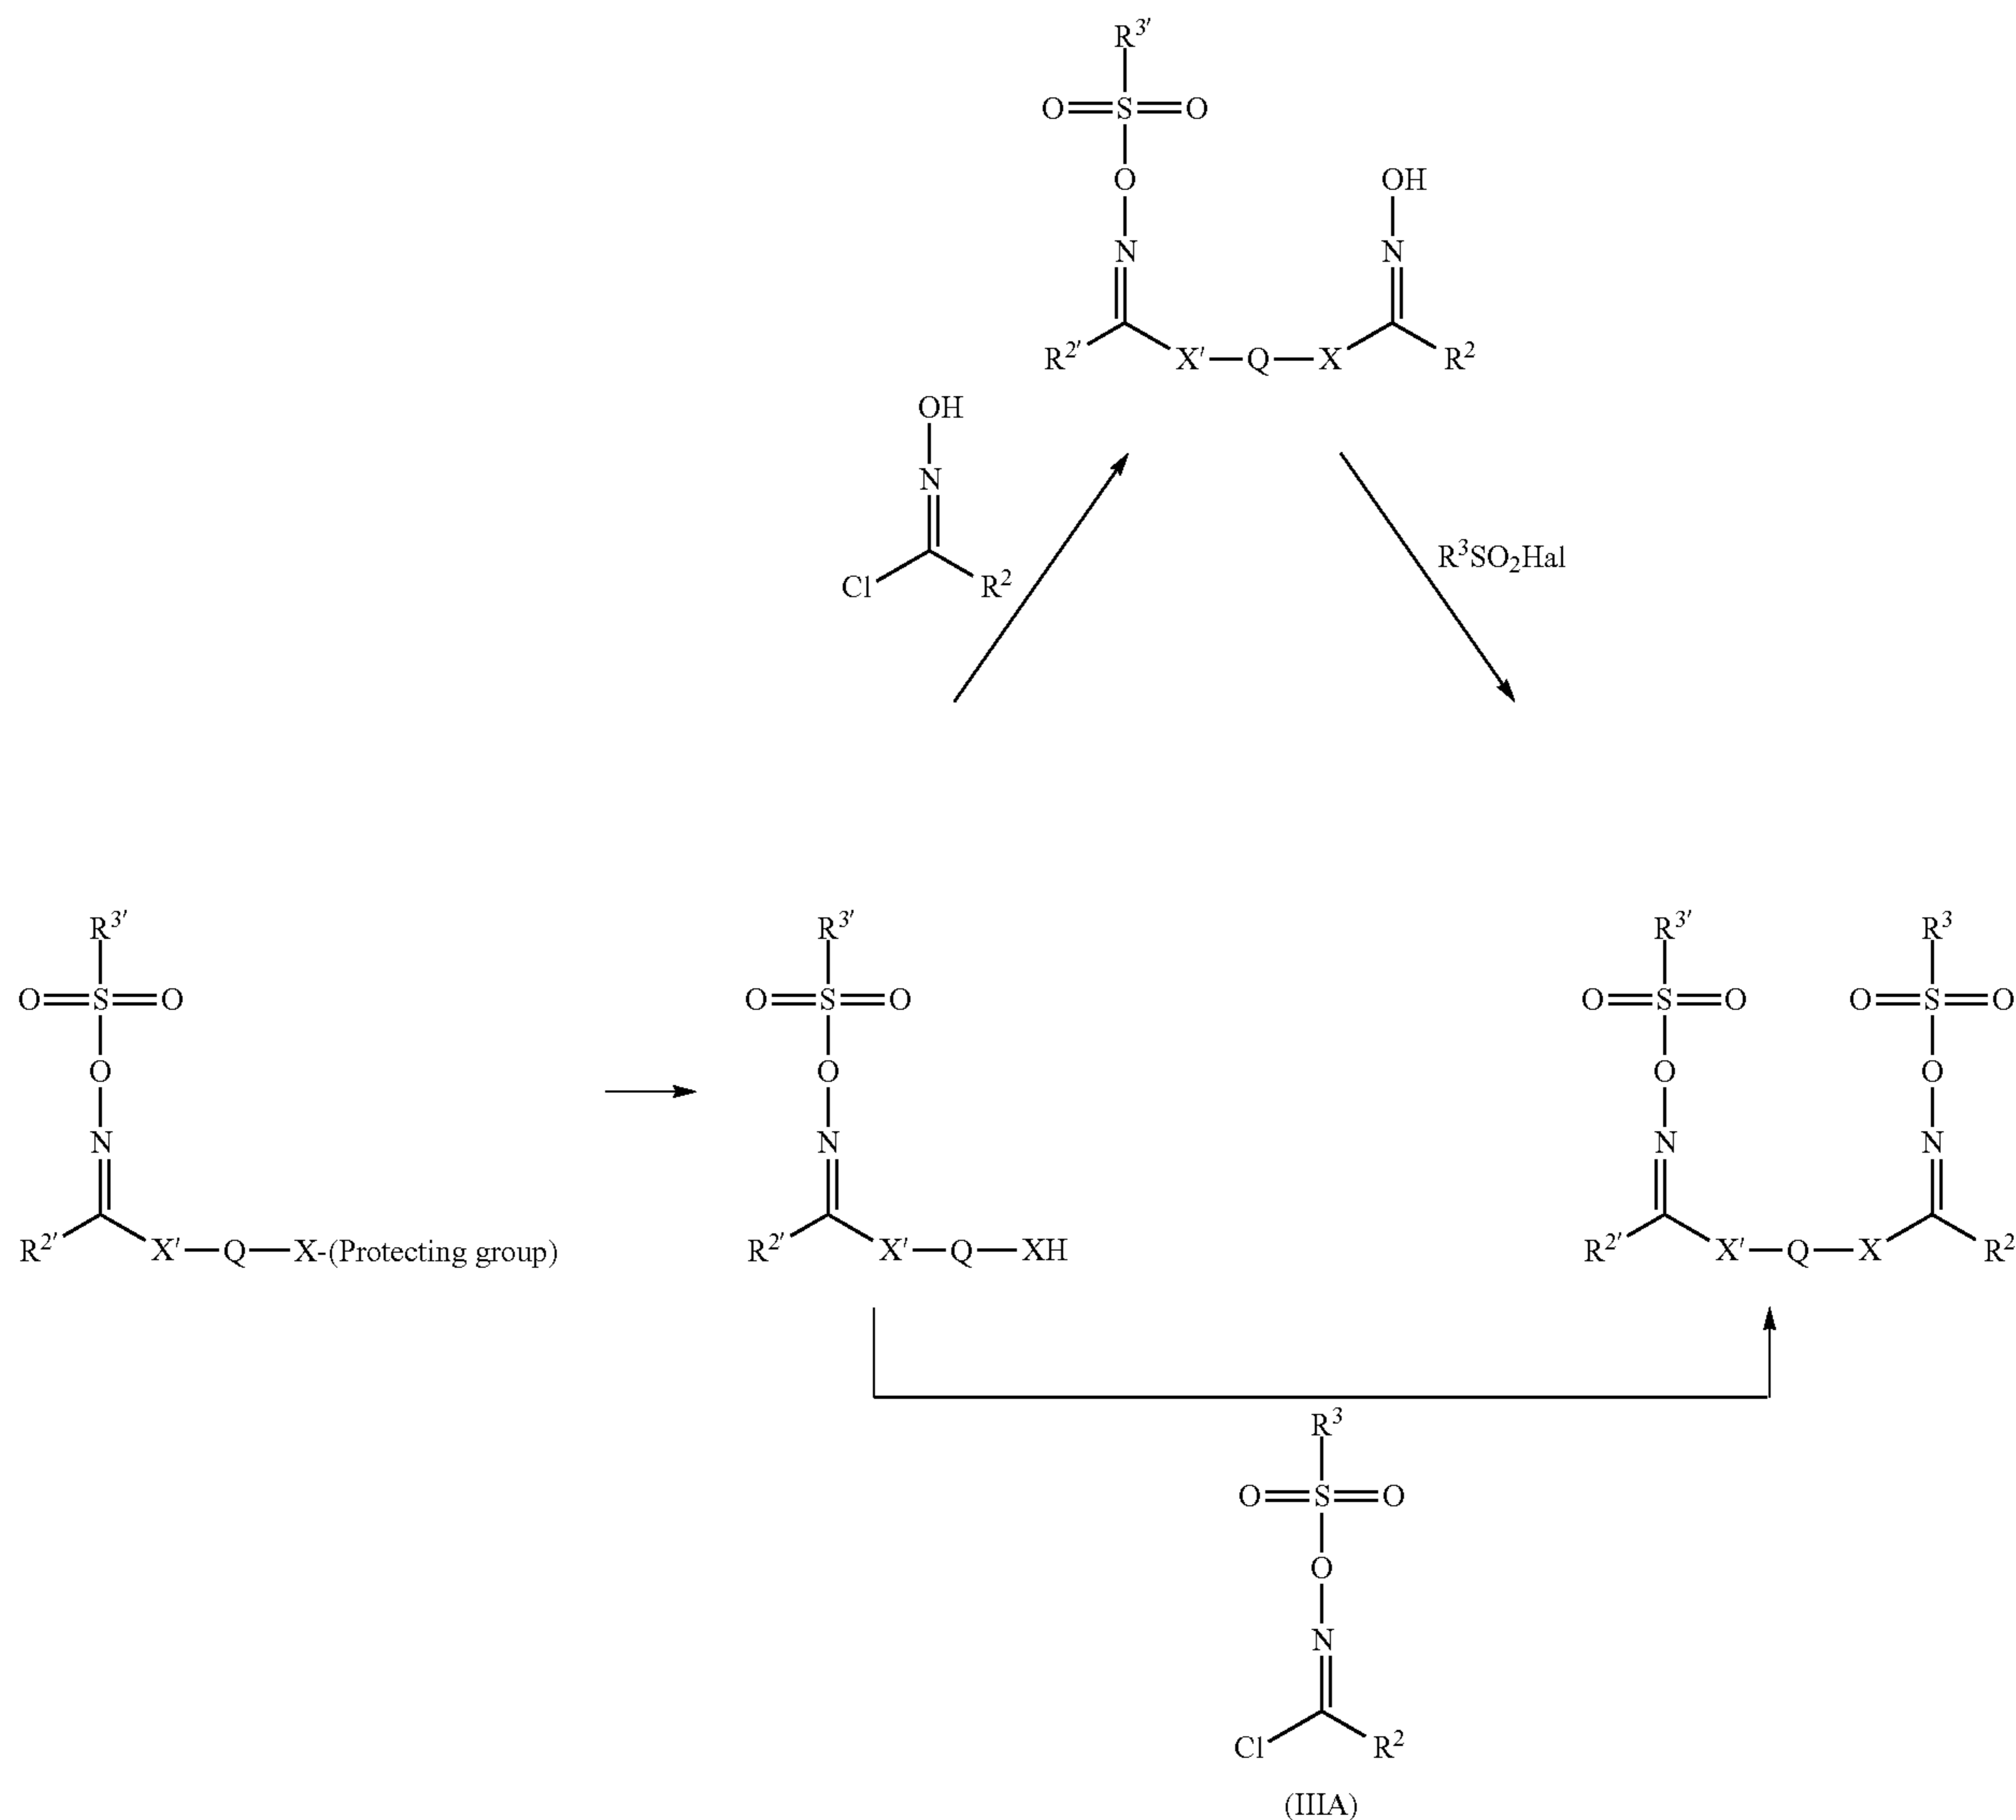 R3′
O=S=O
O
OH
N
N
R2′
X′—Q—X
R2
OH
N
Cl
R2
R3SO2Hal
R3′
O=S=O
O
N
R2′
X′—Q—X-(Protecting group)
R3′
O=S=O
O
N
R2′
X′—Q—XH
R3′
R3
O=S=O
O=S=O
O
O
N
N
R2′
X′—Q—X
R2
R3
O=S=O
O
N
Cl
R2
(IIIA)